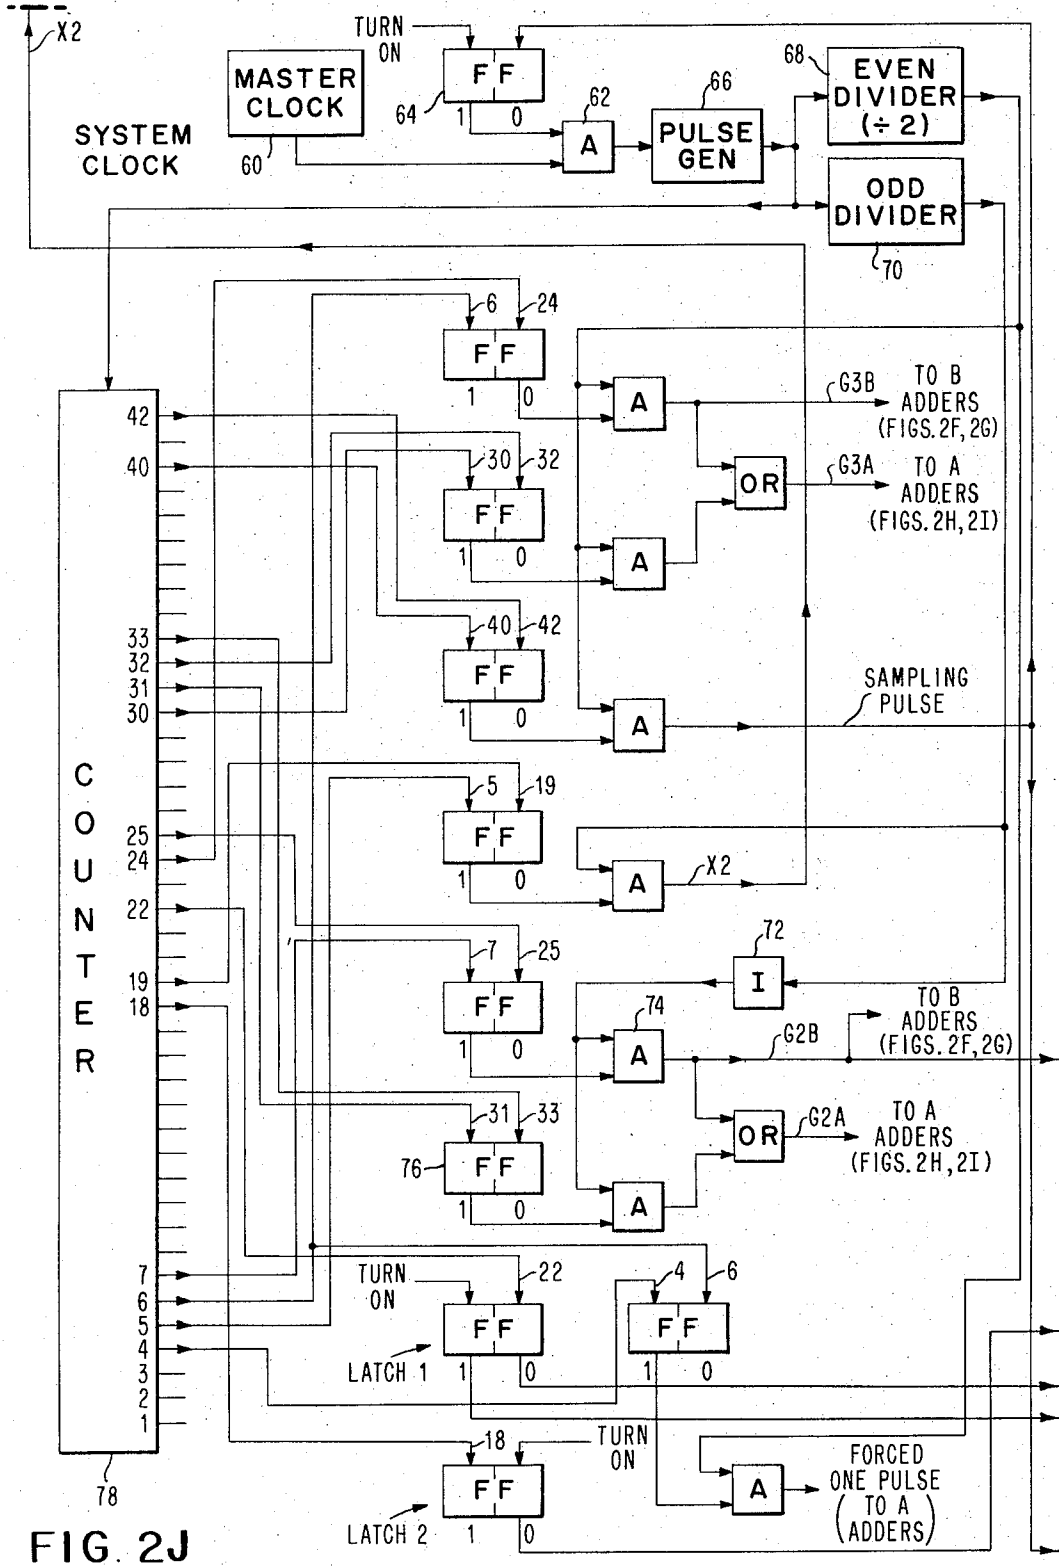 X2
TURN
ON
SYSTEM
CLOCK
MASTER
CLOCK
60
FF
64
1 0
62
A
66
PULSE
GEN
68
EVEN
DIVIDER
(÷2)
ODD
DIVIDER
70
6 24
FF
1 0
A
G3B
TO B
ADDERS
(FIGS. 2F, 2G)
30 32
FF
1 0
A
OR
G3A
TO A
ADDERS
(FIGS. 2H, 2I)
40 42
FF
1 0
A
SAMPLING
PULSE
5 19
FF
1 0
A
X2
7 25
FF
1 0
72
I
74
A
G2B
TO B
ADDERS
(FIGS. 2F, 2G)
31 33
76
FF
1 0
A
OR
G2A
TO A
ADDERS
(FIGS. 2H, 2I)
42
40
33
32
31
30
25
24
22
19
18
7
6
5
4
3
2
1
COUNTER
78
TURN
ON
22
FF
LATCH 1
1 0
4 6
FF
1 0
18
TURN
ON
FF
LATCH 2
1 0
A
FORCED
ONE PULSE
(TO A
ADDERS)
FIG. 2J